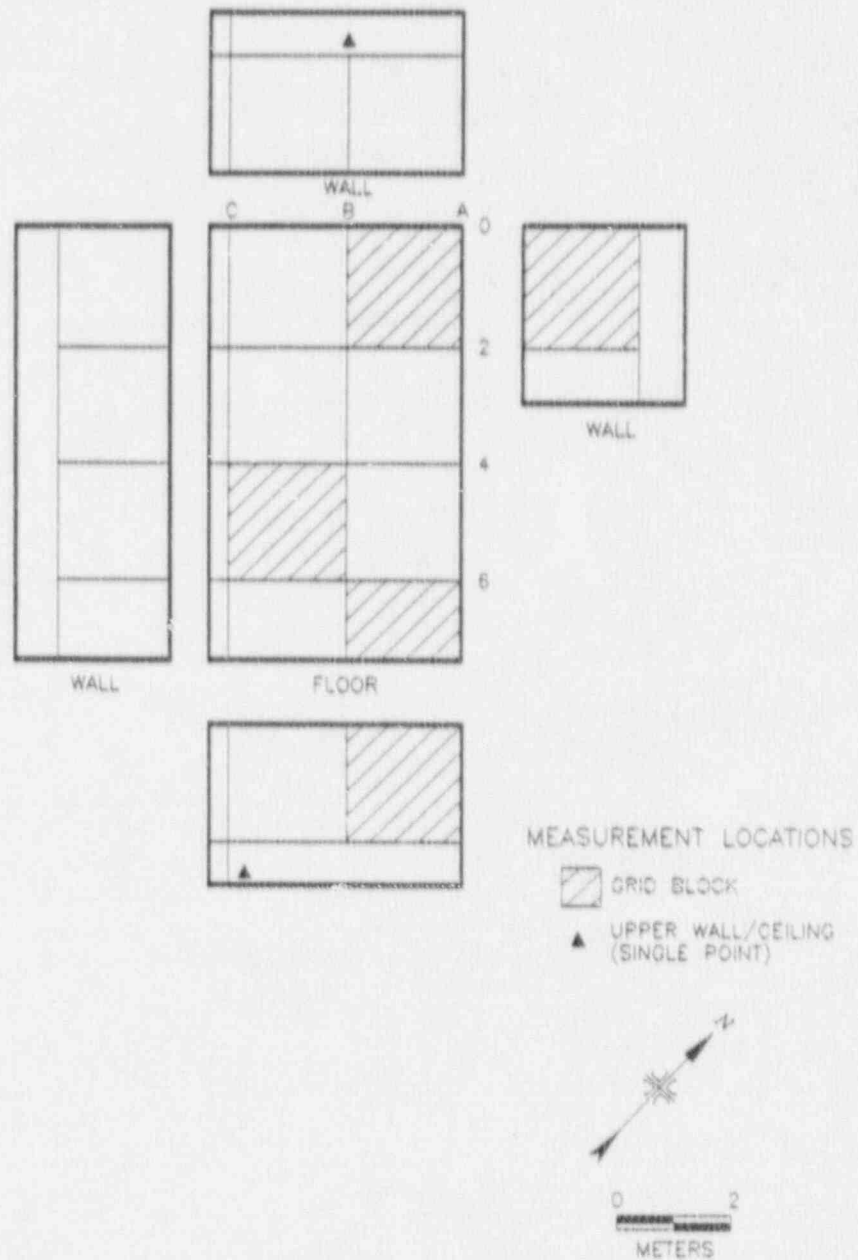 WALL
C B A
0
2
WALL
4
6
WALL
FLOOR
MEASUREMENT LOCATIONS
GRID BLOCK
UPPER WALL/CEILING
(SINGLE POINT)
N
0 2
METERS